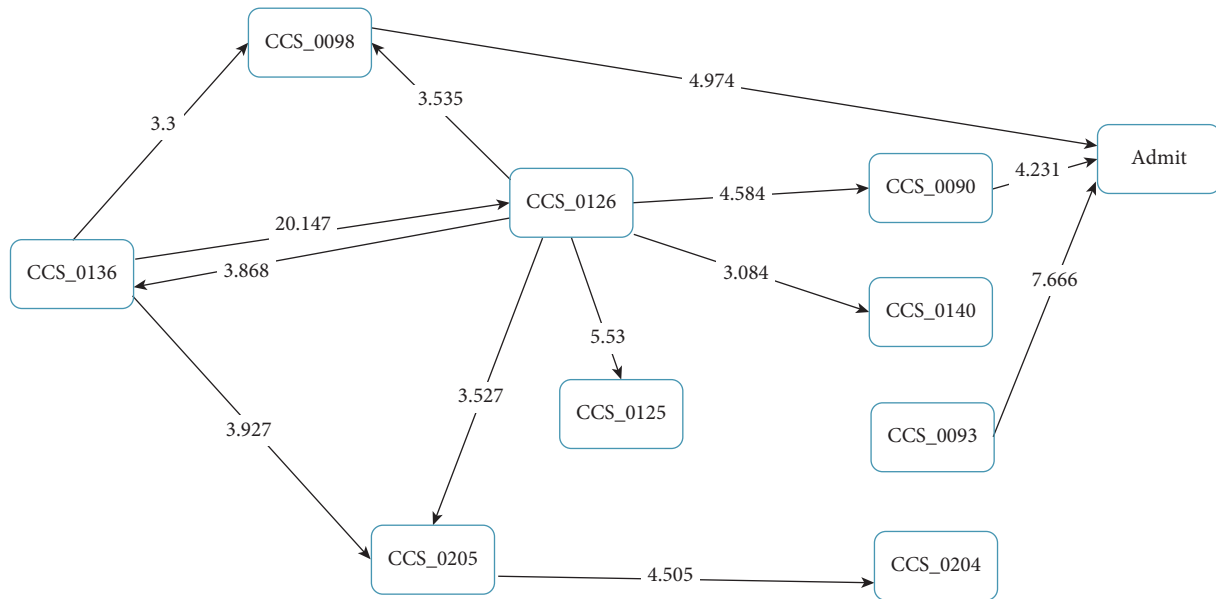 CCS_0098
4.974
3.535
3.3
Admit
4.231
CCS_0090
4.584
CCS_0126
20.147
3.868
CCS_0136
3.084
7.666
CCS_0140
5.53
3.527
CCS_0125
3.927
CCS_0093
CCS_0205
4.505
CCS_0204